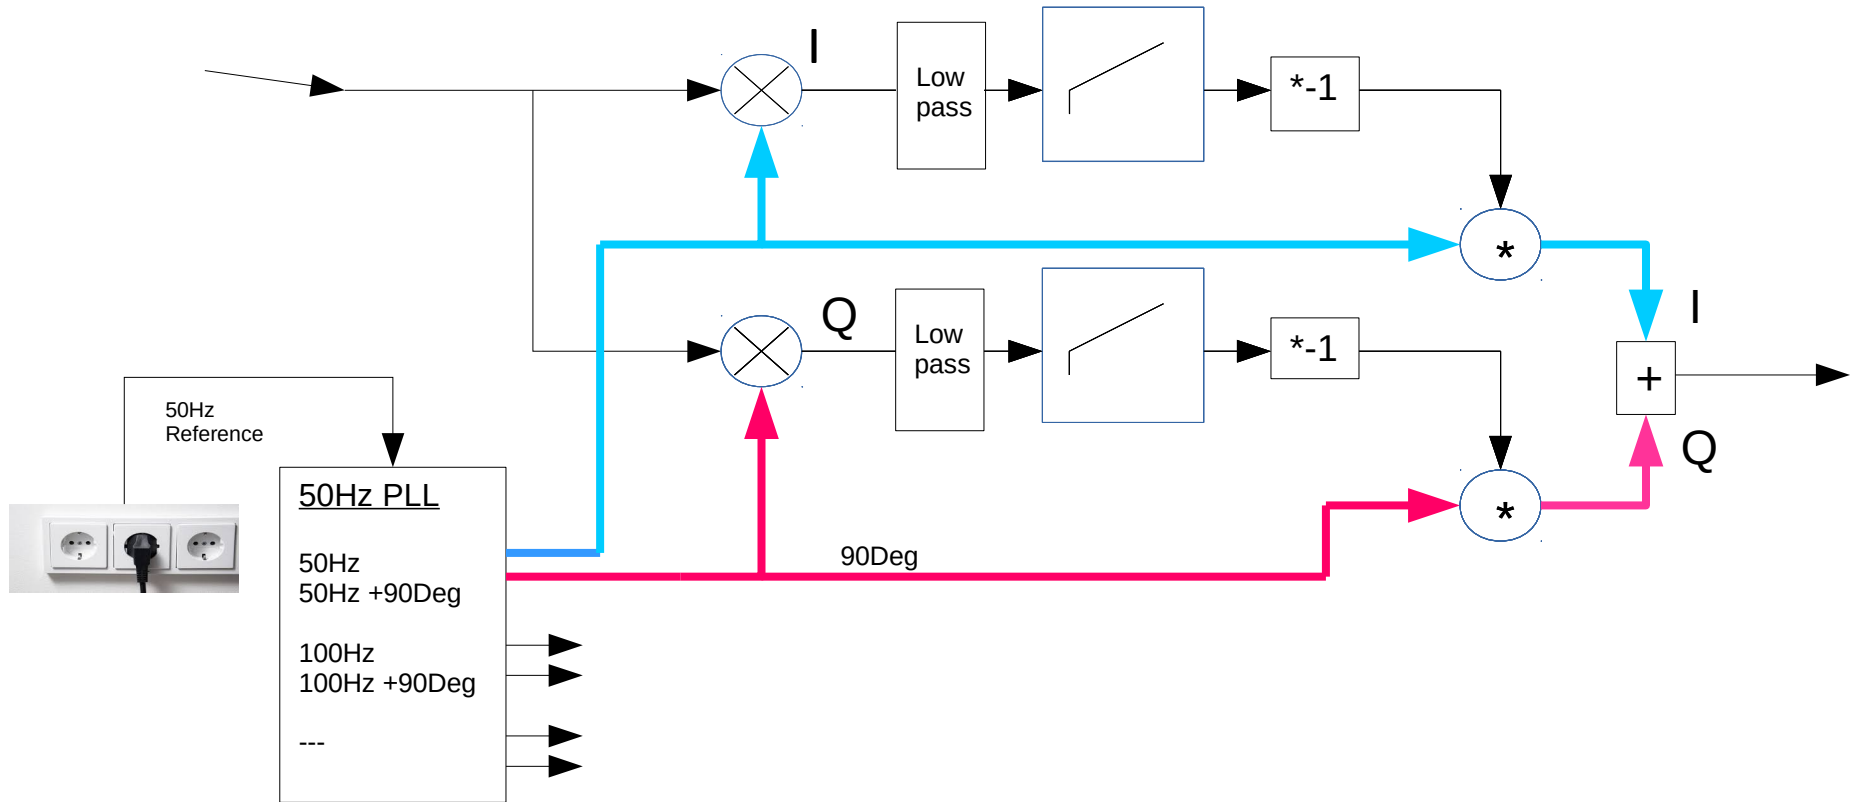 I
Low
pass
*-1
*
Q
Low
pass
*-1
I
+
50Hz
Reference
Q
50Hz PLL
*
90Deg
50Hz
50Hz +90Deg
100Hz
100Hz +90Deg
---